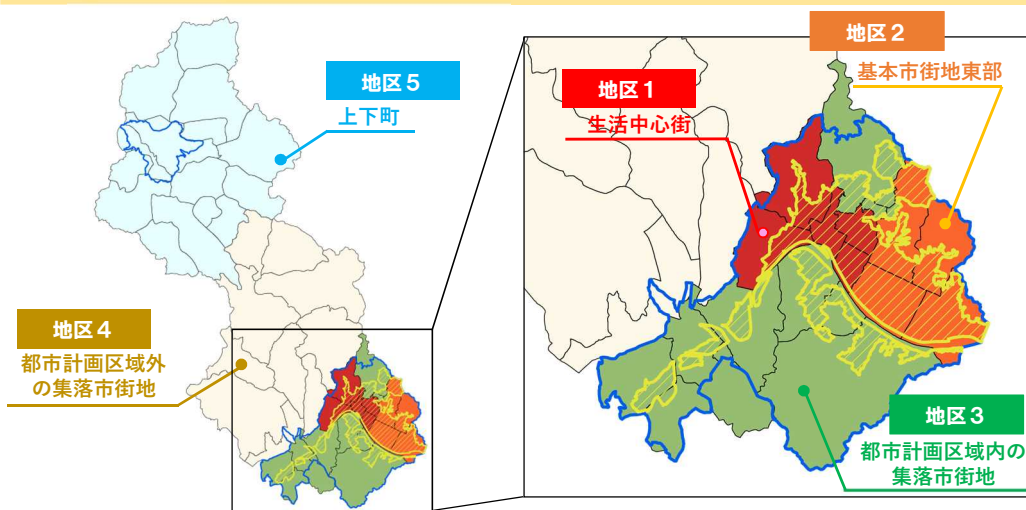 地区２
基本市街地東部
地区１
生活中心街
地区５
上下町
地区４
都市計画区域外
の集落市街地
地区３
都市計画区域内の
集落市街地